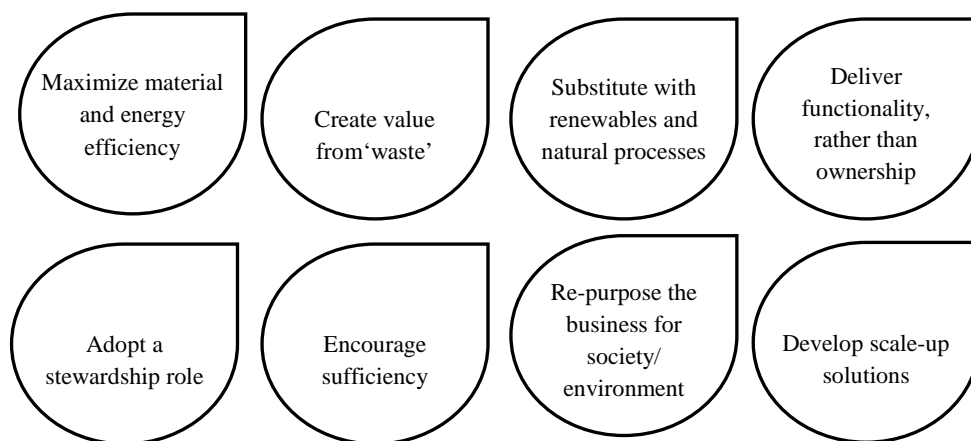 Maximize material
and energy
efficiency
Create value
from‘waste’
Substitute with
renewables and
natural processes
Deliver
functionality,
rather than
ownership
Adopt a
stewardship role
Encourage
sufficiency
Re-purpose the
business for
society/
environment
Develop scale-up
solutions